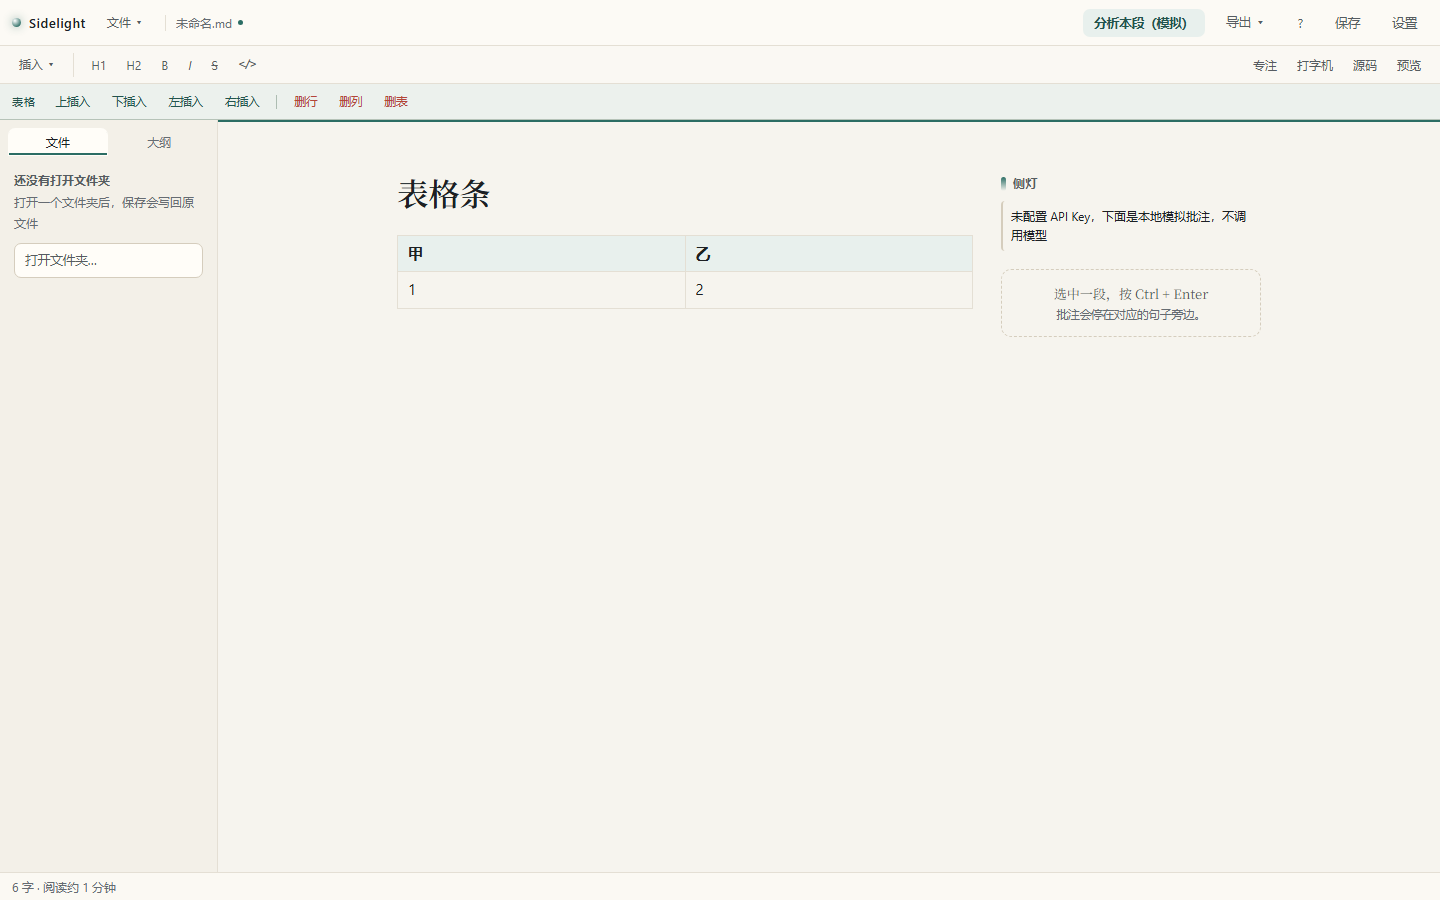 Sidelight 文件 未命名.md 分析本段（模拟） 导出 ? 保存 设置
插入 H1 H2 B I S </> 专注 打字机 源码 预览
表格 上插入 下插入 左插入 右插入 删行 删列 删表
文件 大纲
还没有打开文件夹
打开一个文件夹后，保存会写回原
文件
打开文件夹...
表格条
甲 乙
1 2
侧灯
未配置 API Key，下面是本地模拟批注，不调
用模型
选中一段，按 Ctrl + Enter
批注会停在对应的句子旁边。
6 字 · 阅读约 1 分钟